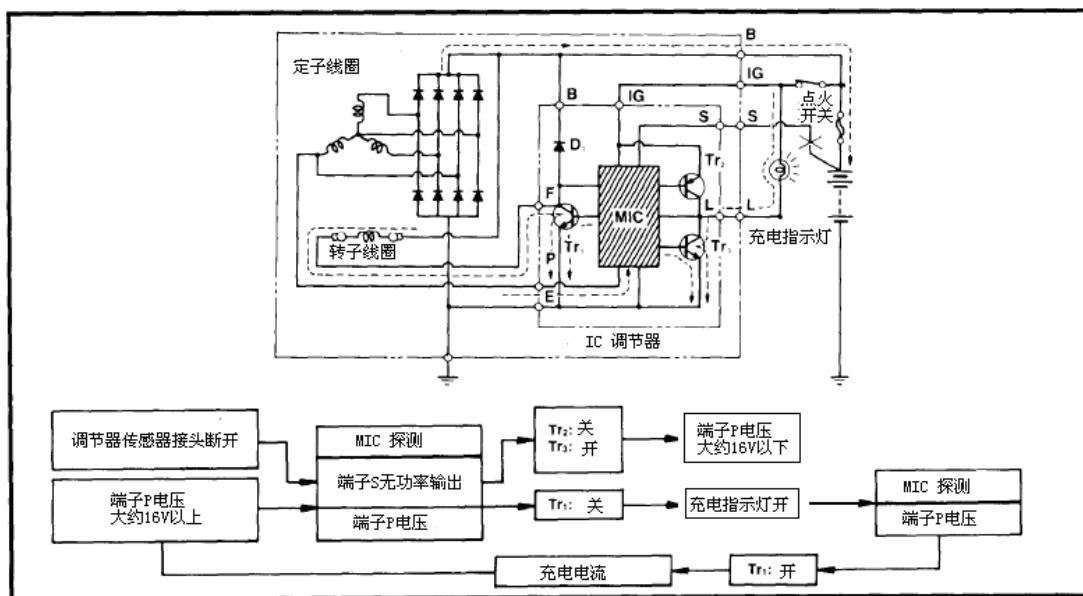 B
定子线圈
IG
点火
开关
B
IG
S
S
D₁
Tr₂
F
MIC
L
L
充电指示灯
Tr₁
Tr₃
转子线圈
P
E
IC 调节器
调节器传感器接头断开
MIC 探测
端子S无功率输出
端子P电压
Tr₂: 关
Tr₃: 开
端子P电压
大约16V以下
端子P电压
大约16V以上
Tr₁: 关
充电指示灯开
MIC 探测
端子P电压
充电电流
Tr₁: 开